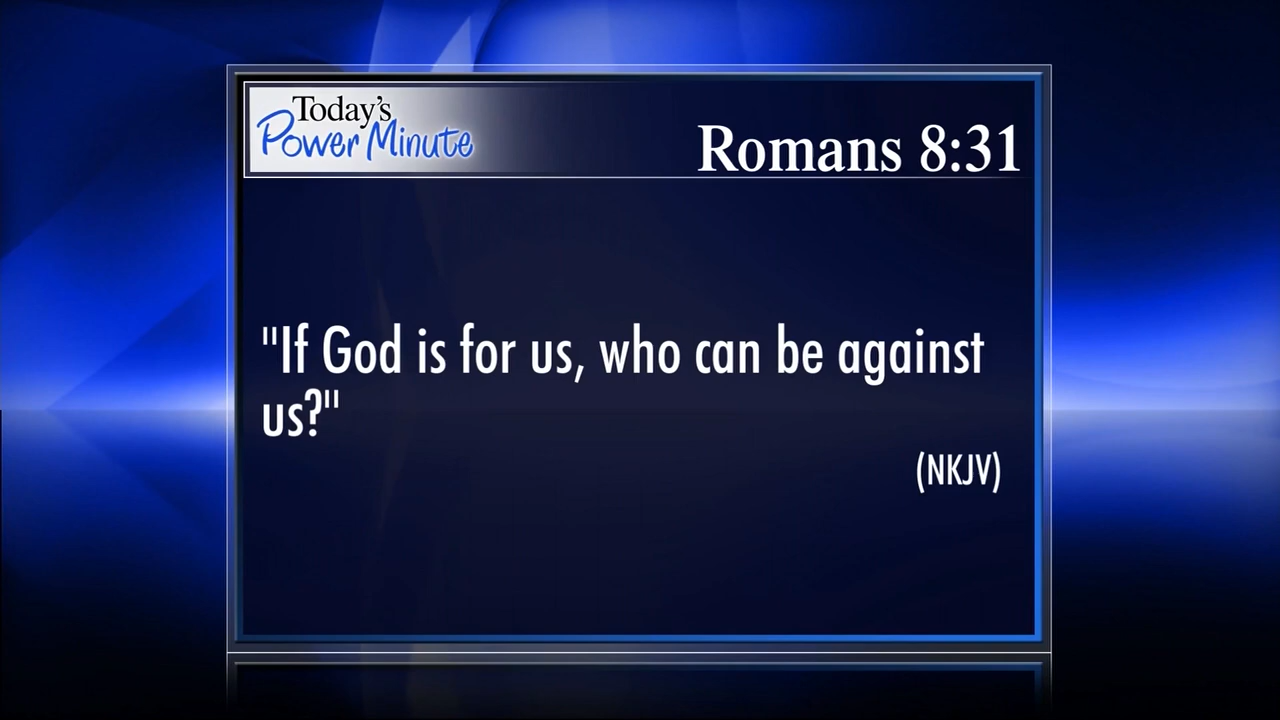 Today's
Power Minute
Romans 8:31
"If God is for us, who can be against
us?"
(NKJV)